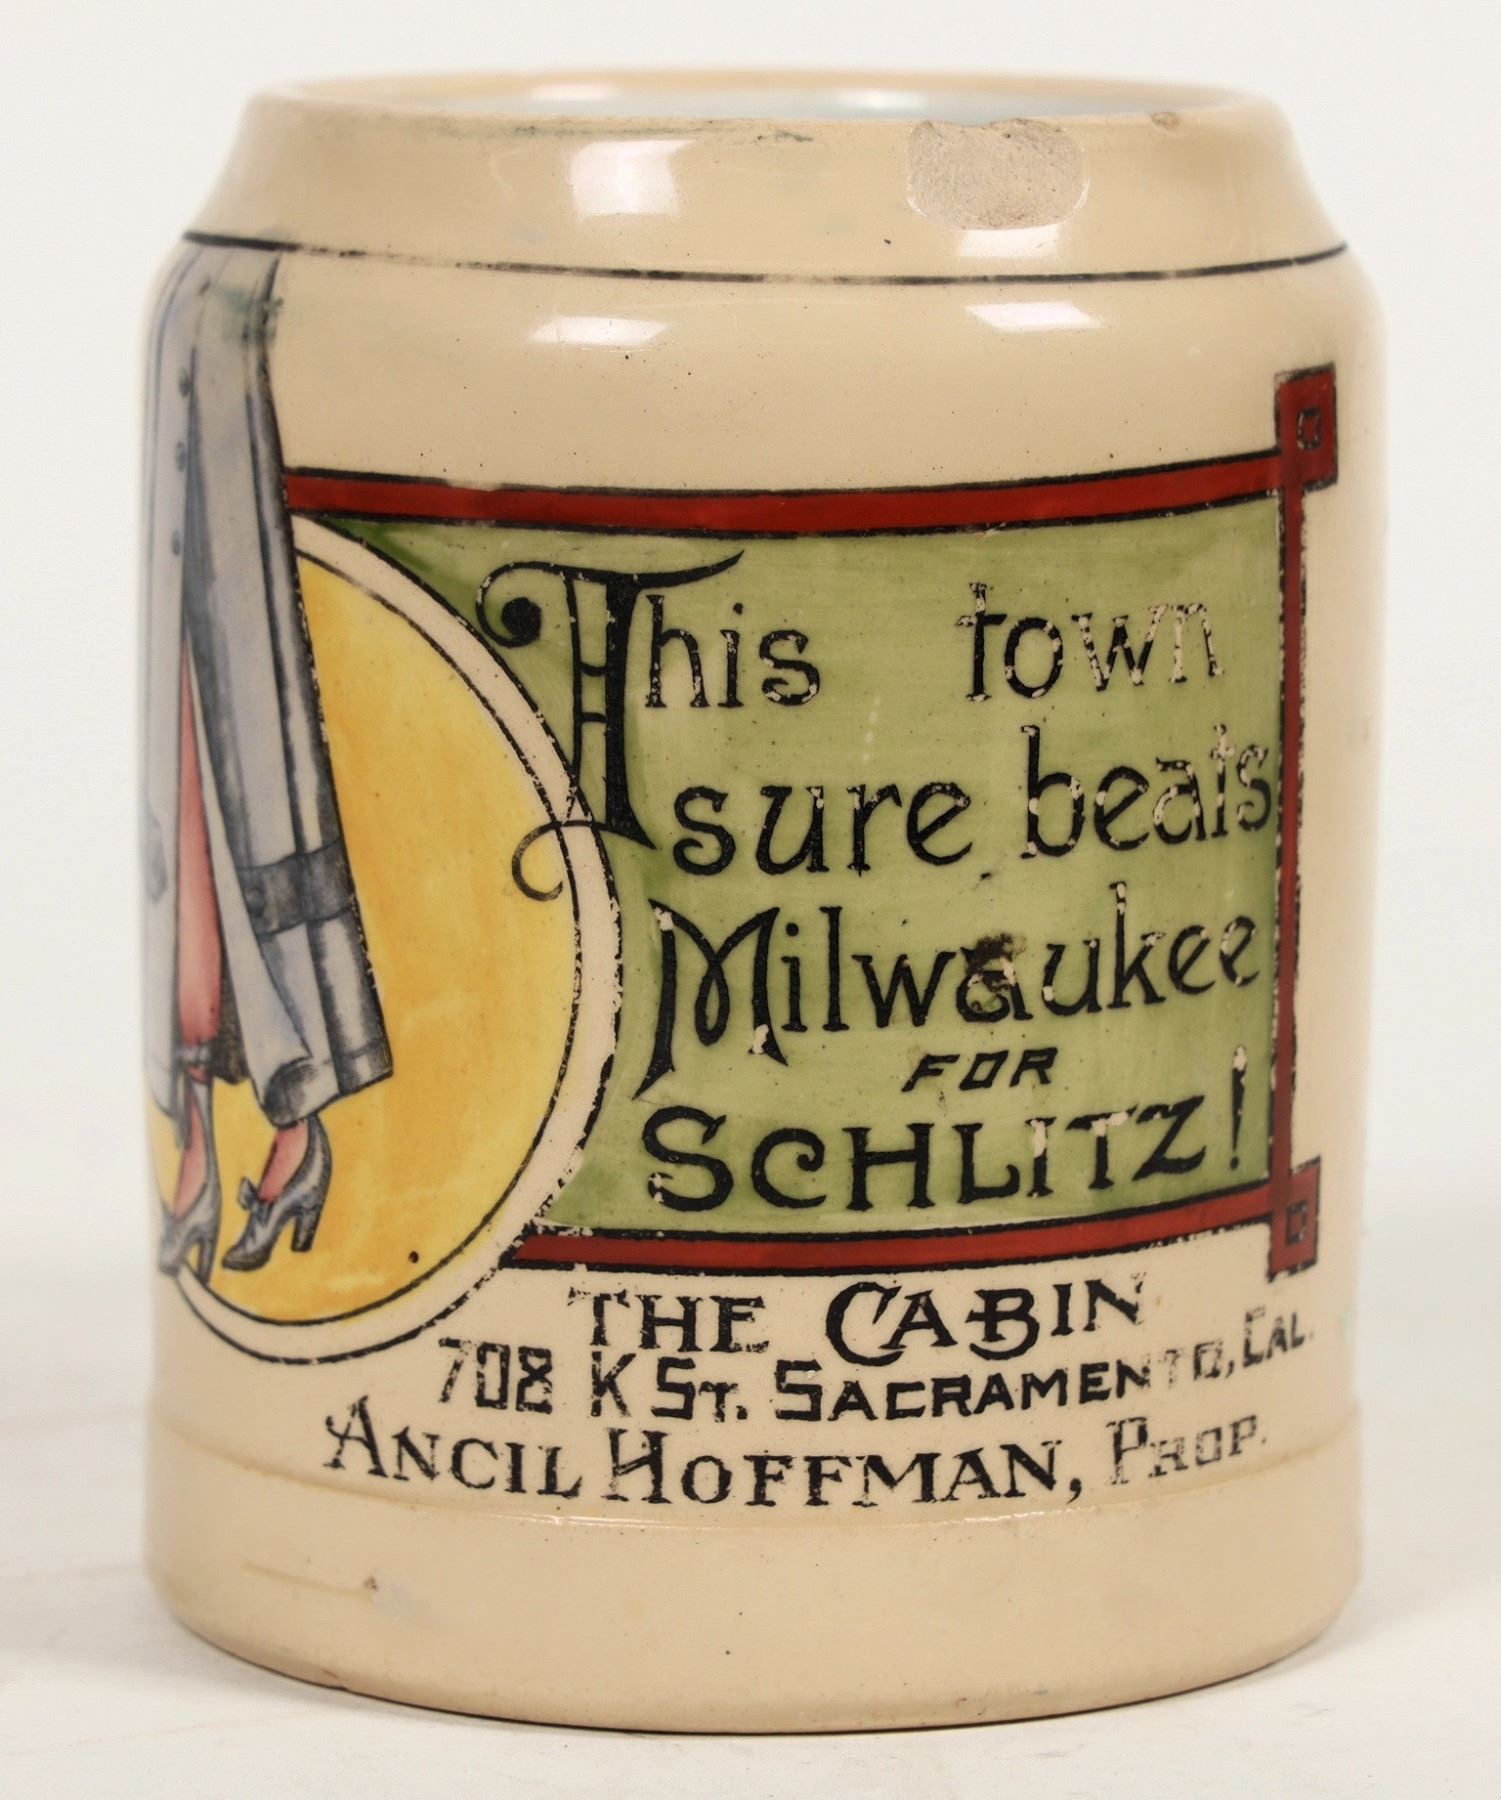 This town
sure beats
Milwaukee
FOR
SCHLITZ!
THE CABIN
708 K ST. SACRAMENTO, CAL.
ANCIL HOFFMAN, PROP.